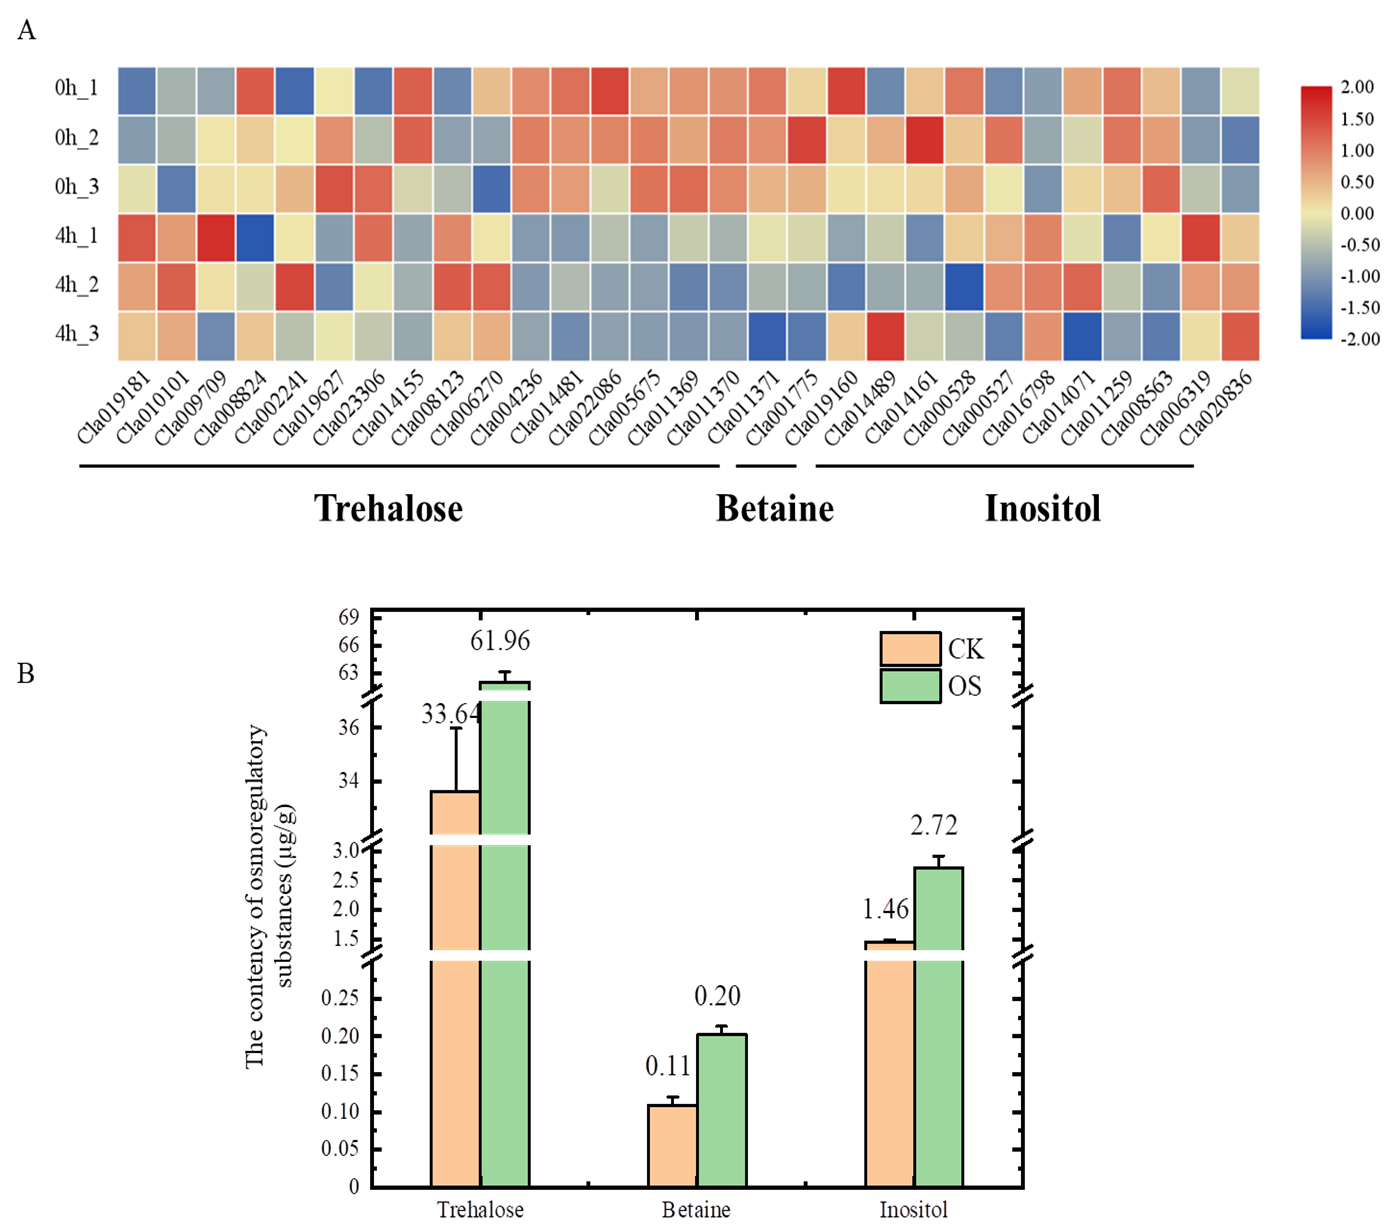 A
0h_1
0h_2
0h_3
4h_1
4h_2
4h_3
2.00
1.50
1.00
0.50
0.00
-0.50
-1.00
-1.50
-2.00
Cla019181
Cla010101
Cla009709
Cla008824
Cla002241
Cla019627
Cla023306
Cla014155
Cla008123
Cla006270
Cla004236
Cla014481
Cla022086
Cla005675
Cla011369
Cla011370
Cla011371
Cla001775
Cla019160
Cla014489
Cla014161
Cla000528
Cla000527
Cla016798
Cla014071
Cla011259
Cla008563
Cla006319
Cla020836
Trehalose
Betaine
Inositol
B
The contency of osmoregulatory
substances (μg/g)
69
66
63
36
34
3.0
2.5
2.0
1.5
0.25
0.20
0.15
0.10
0.05
0
61.96
33.64
0.11
0.20
1.46
2.72
CK
OS
Trehalose
Betaine
Inositol